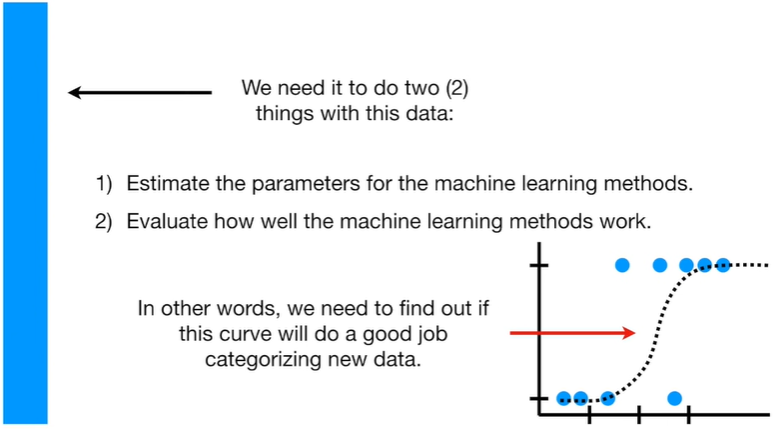 We need it to do two (2)
things with this data:
1) Estimate the parameters for the machine learning methods.
2) Evaluate how well the machine learning methods work.
In other words, we need to find out if
this curve will do a good job
categorizing new data.